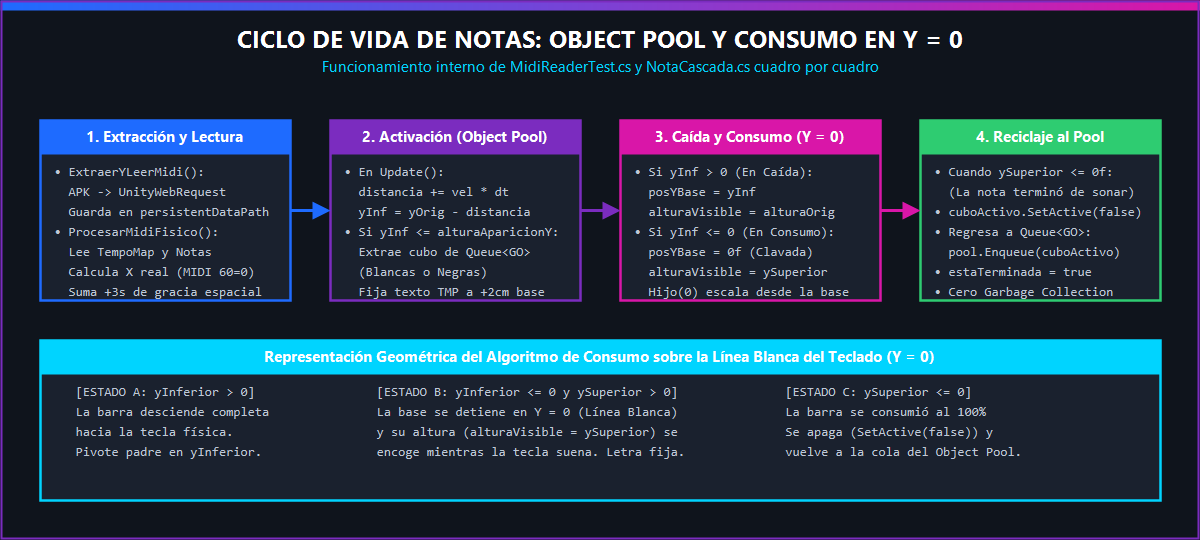 CICLO DE VIDA DE NOTAS: OBJECT POOL Y CONSUMO EN Y = 0
Funcionamiento interno de MidiReaderTest.cs y NotaCascada.cs cuadro por cuadro
1. Extracción y Lectura
• ExtraerYLeerMidi():
APK -> UnityWebRequest
Guarda en persistentDataPath
• ProcesarMidiFisico():
Lee TempoMap y Notas
Calcula X real (MIDI 60=0)
Suma +3s de gracia espacial
2. Activación (Object Pool)
• En Update():
distancia += vel * dt
yInf = yOrig - distancia
• Si yInf <= alturaAparicionY:
Extrae cubo de Queue<GO>
(Blancas o Negras)
Fija texto TMP a +2cm base
3. Caída y Consumo (Y = 0)
• Si yInf > 0 (En Caída):
posYBase = yInf
alturaVisible = alturaOrig
• Si yInf <= 0 (En Consumo):
posYBase = 0f (Clavada)
alturaVisible = ySuperior
Hijo(0) escala desde la base
4. Reciclaje al Pool
• Cuando ySuperior <= 0f:
(La nota terminó de sonar)
• cuboActivo.SetActive(false)
• Regresa a Queue<GO>:
pool.Enqueue(cuboActivo)
• estaTerminada = true
• Cero Garbage Collection
Representación Geométrica del Algoritmo de Consumo sobre la Línea Blanca del Teclado (Y = 0)
[ESTADO A: yInferior > 0]
La barra desciende completa
hacia la tecla física.
Pivote padre en yInferior.
[ESTADO B: yInferior <= 0 y ySuperior > 0]
La base se detiene en Y = 0 (Línea Blanca)
y su altura (alturaVisible = ySuperior) se
encoge mientras la tecla suena. Letra fija.
[ESTADO C: ySuperior <= 0]
La barra se consumió al 100%
Se apaga (SetActive(false)) y
vuelve a la cola del Object Pool.